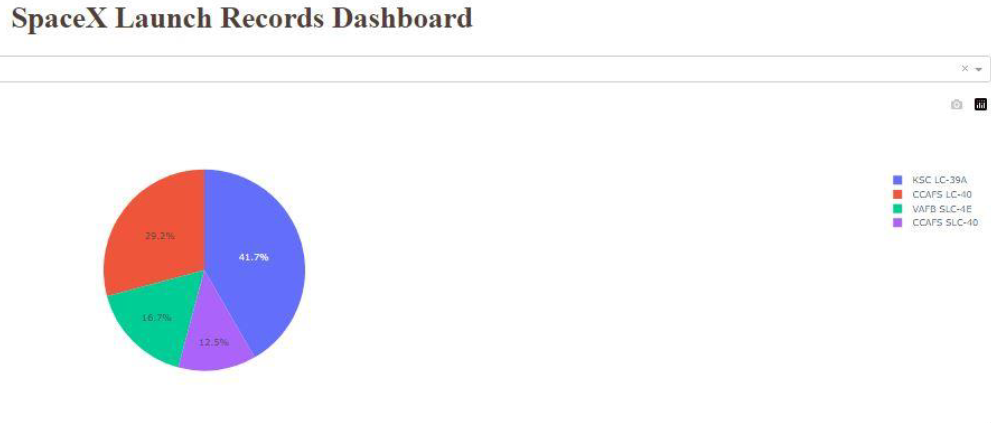 SpaceX Launch Records Dashboard
KSC LC-39A
CCAFS LC-40
VAFB SLC-4E
CCAFS SLC-40
29.2%
41.7%
16.7%
12.5%